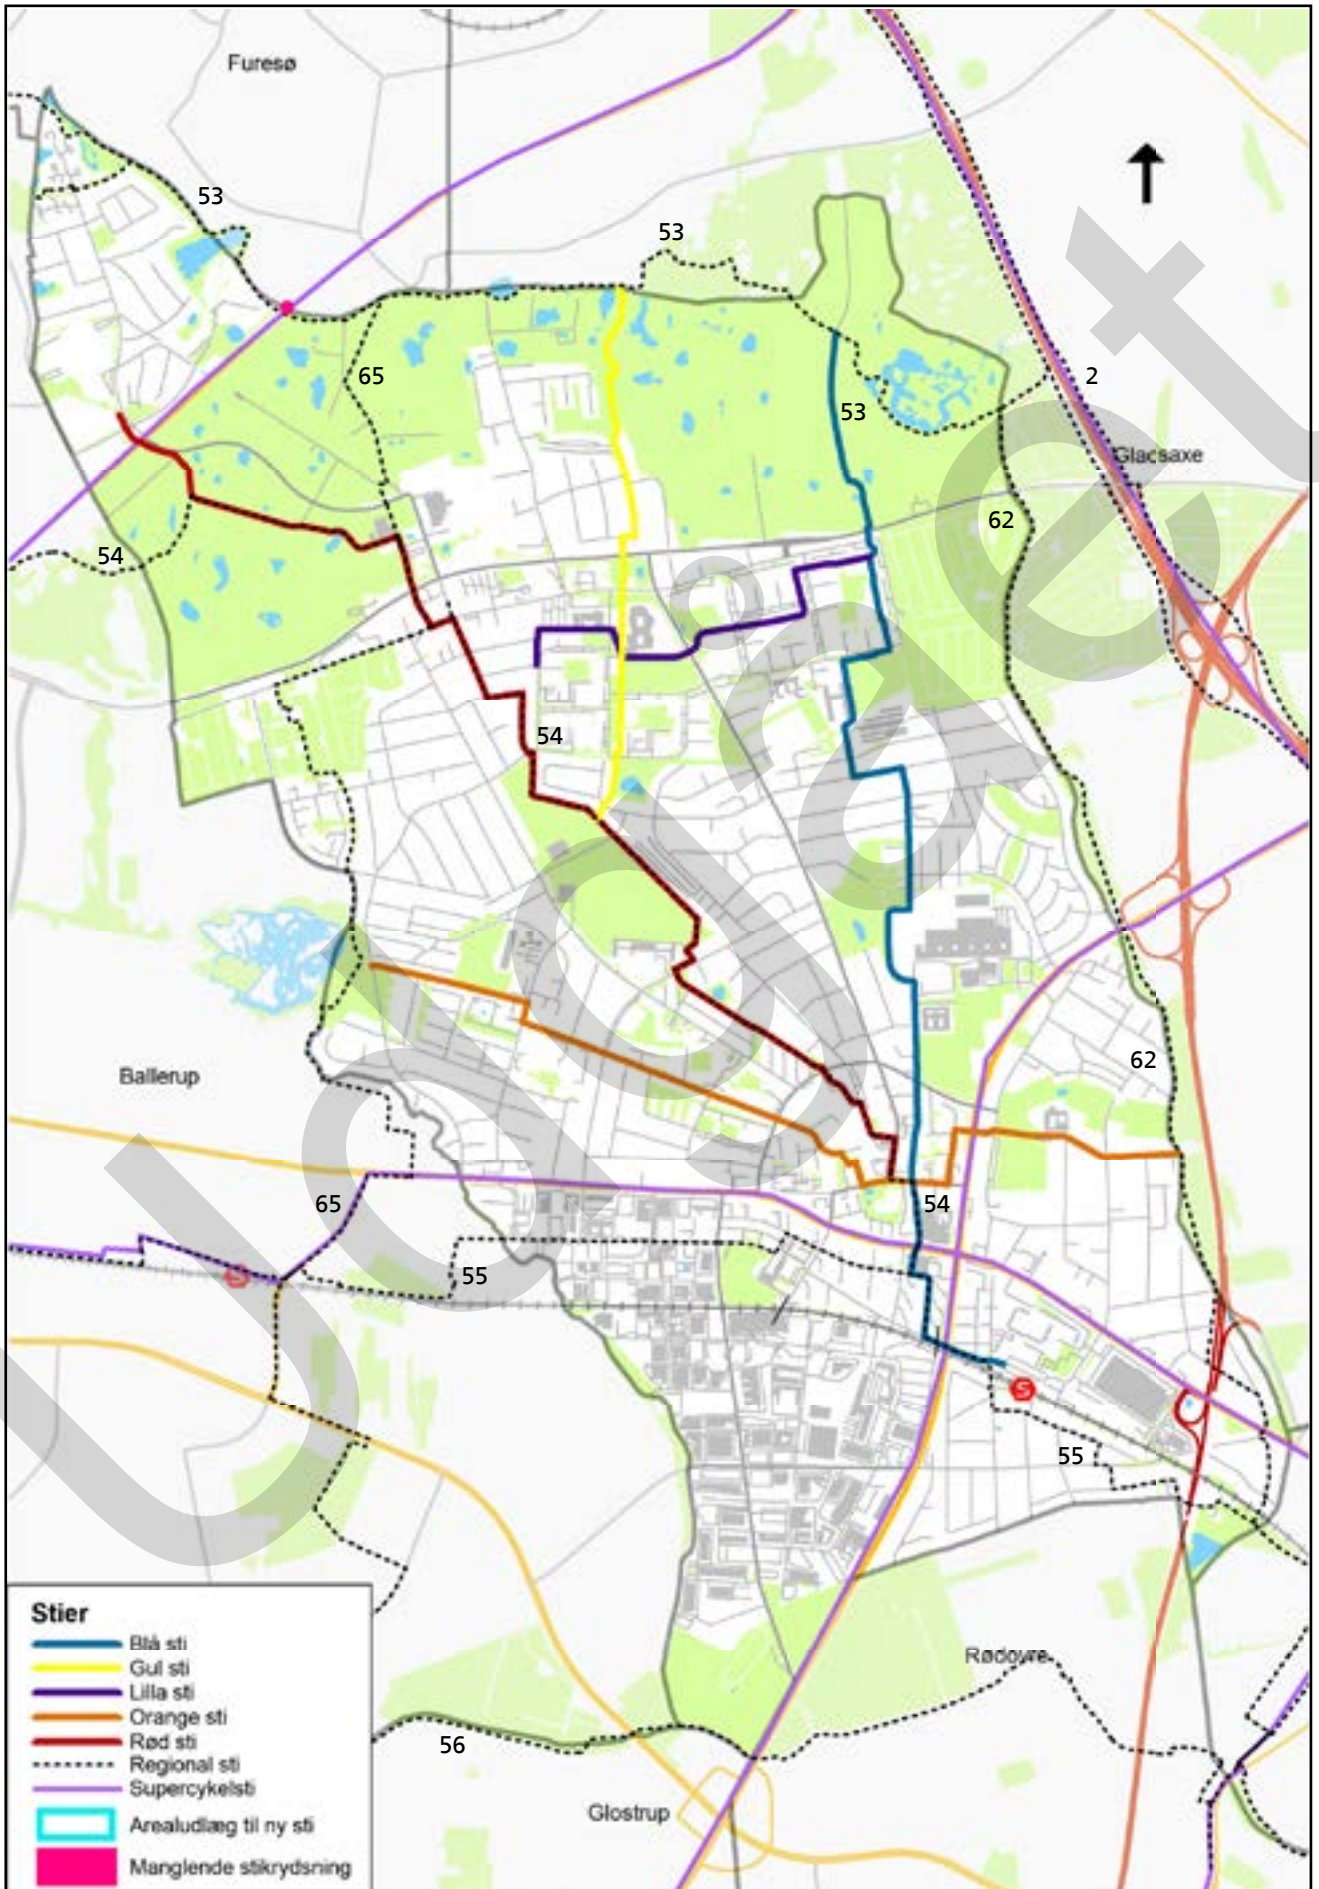 Furesø
53
53
65
2
53
Gladsaxe
62
54
54
Ballerup
62
65
54
55
55
S
S
Rødovre
56
Glostrup
Udgået
Stier
Blå sti
Gul sti
Lilla sti
Orange sti
Rød sti
Regional sti
Supercykelsti
Arealudlæg til ny sti
Manglende stikrydsning